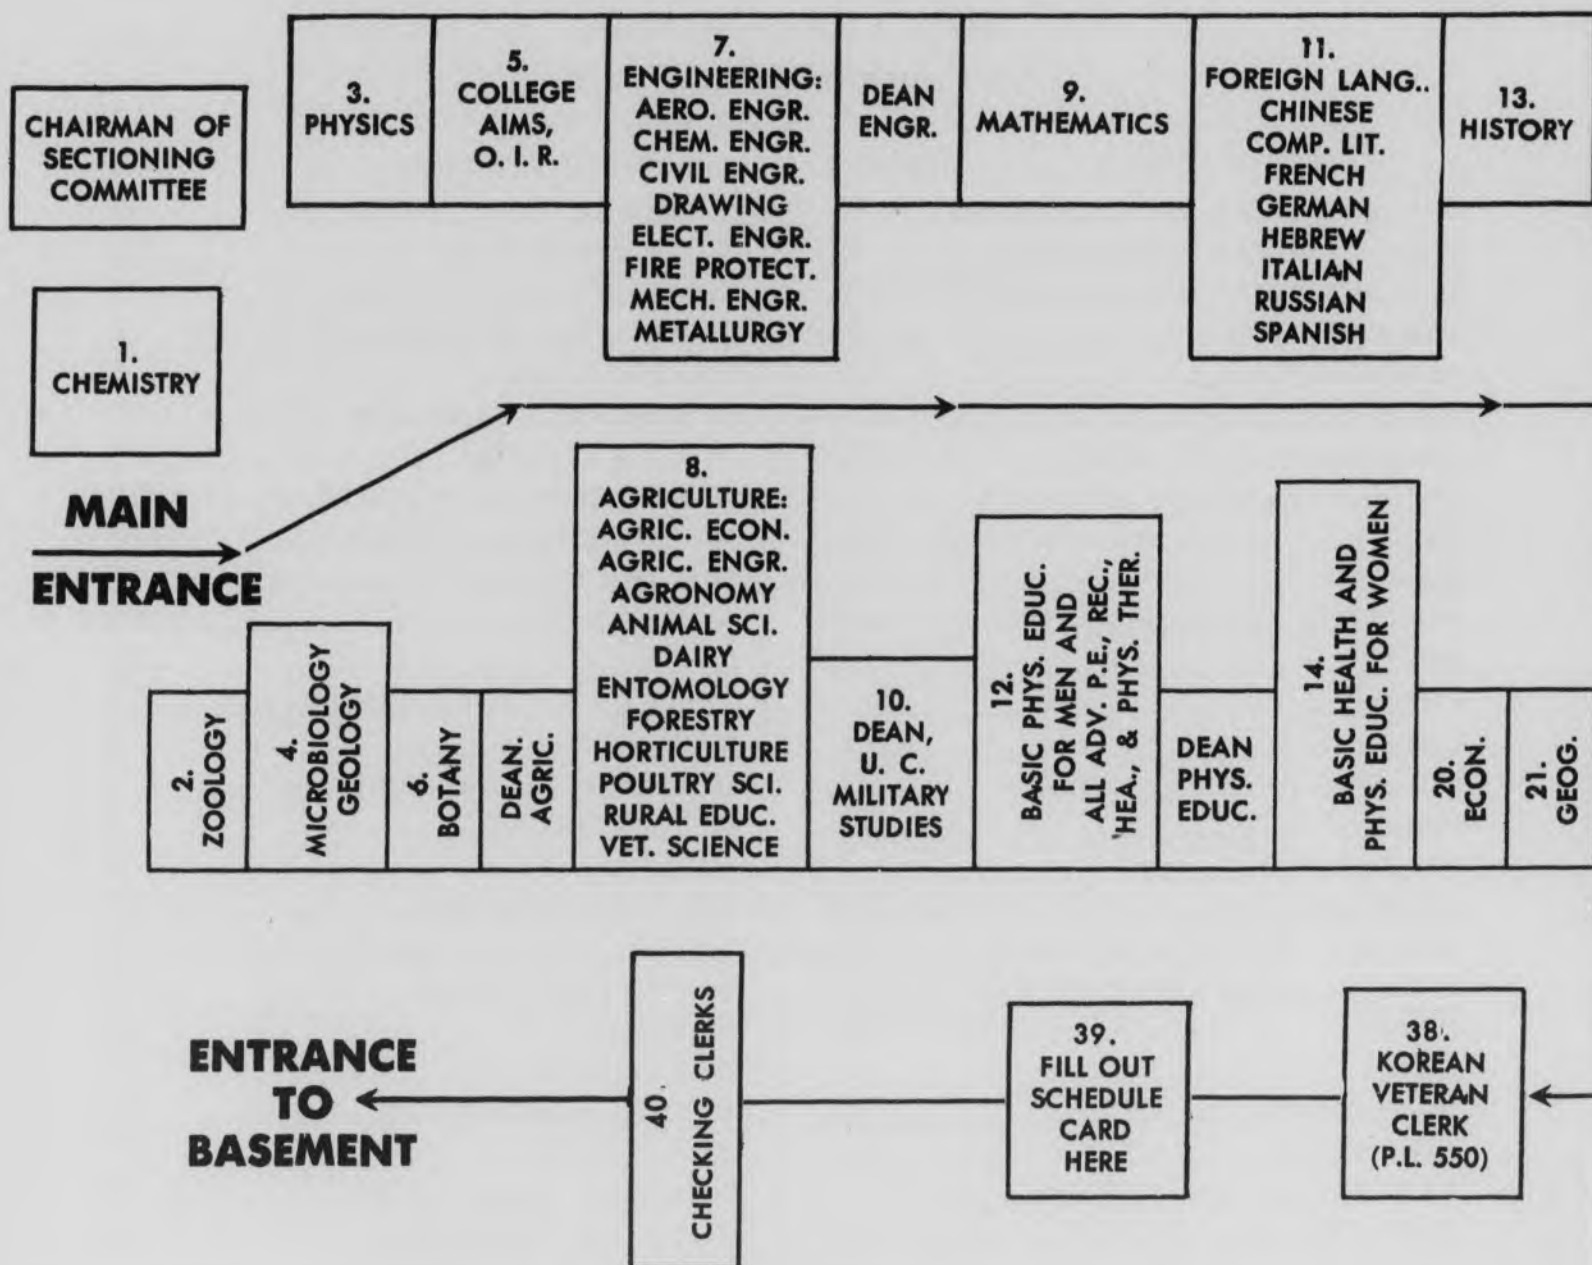 CHAIRMAN OF
SECTIONING
COMMITTEE
3.
PHYSICS
5.
COLLEGE
AIMS,
O. I. R.
7.
ENGINEERING:
AERO. ENGR.
CHEM. ENGR.
CIVIL ENGR.
DRAWING
ELECT. ENGR.
FIRE PROTECT.
MECH. ENGR.
METALLURGY
DEAN
ENGR.
9.
MATHEMATICS
11.
FOREIGN LANG..
CHINESE
COMP. LIT.
FRENCH
GERMAN
HEBREW
ITALIAN
RUSSIAN
SPANISH
13.
HISTORY
1.
CHEMISTRY
MAIN
ENTRANCE
2.
ZOOLOGY
4.
MICROBIOLOGY
GEOLOGY
6.
BOTANY
DEAN.
AGRIC.
8.
AGRICULTURE:
AGRIC. ECON.
AGRIC. ENGR.
AGRONOMY
ANIMAL SCI.
DAIRY
ENTOMOLOGY
FORESTRY
HORTICULTURE
POULTRY SCI.
RURAL EDUC.
VET. SCIENCE
10.
DEAN,
U. C.
MILITARY
STUDIES
12.
BASIC PHYS. EDUC.
FOR MEN AND
ALL ADV. P.E., REC.,
HEA., & PHYS. THER.
DEAN
PHYS.
EDUC.
14.
BASIC HEALTH AND
PHYS. EDUC. FOR WOMEN
20.
ECON.
21.
GEOG.
ENTRANCE
TO
BASEMENT
40.
CHECKING CLERKS
39.
FILL OUT
SCHEDULE
CARD
HERE
38.
KOREAN
VETERAN
CLERK
(P.L. 550)